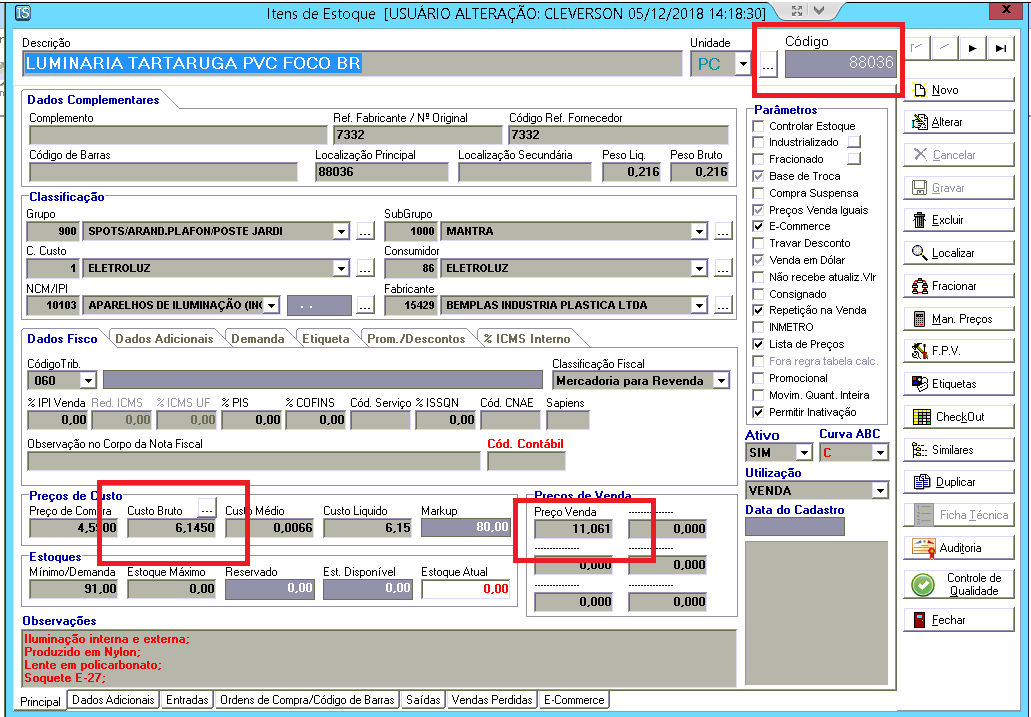 IS Itens de Estoque [USUÁRIO ALTERAÇÃO: CLEVERSON 05/12/2018 14:18:30] X
Descrição Unidade Código
LUMINARIA TARTARUGA PVC FOCO BR PC ... 88036
Dados Complementares
Complemento Ref. Fabricante / Nº Original Código Ref. Fornecedor
7332 7332
Código de Barras Localização Principal Localização Secundária Peso Liq. Peso Bruto
88036 0,216 0,216
Classificação
Grupo SubGrupo
900 SPOTS/ARAND.PLAFON/POSTE JARDI ... 1000 MANTRA ...
C. Custo Consumidor
1 ELETROLUZ ... 86 ELETROLUZ ...
NCM/IPI Fabricante
10103 APARELHOS DE ILUMINAÇÃO (IN . . ... 15429 BEMPLAS INDUSTRIA PLASTICA LTDA ...
Dados Fisco Dados Adicionais Demanda Etiqueta Prom./Descontos % ICMS Interno
CódigoTrib. Classificação Fiscal
060 Mercadoria para Revenda
% IPI Venda Red. ICMS % ICMS UF % PIS % COFINS Cód. Serviço % ISSQN Cód. CNAE Sapiens
0,00 0,00 0,00 0,00 0,00 0,00
Observação no Corpo da Nota Fiscal Cód. Contábil
Preços de Custo
Preço de Compra Custo Bruto ... Custo Médio Custo Liquido Markup
4,5500 6,1450 0,0066 6,15 80,00
Estoques
Mínimo/Demanda Estoque Máximo Reservado Est. Disponível Estoque Atual
91,00 0,00 0,00 0,00 0,00
Preços de Venda
Preço Venda ---------------
11,061 0,000
--------------- ---------------
0,000 0,000
--------------- ---------------
0,000 0,000
Observações
Iluminação interna e externa;
Produzido em Nylon;
Lente em policarbonato;
Soquete E-27;
Parâmetros
Controlar Estoque
Industrializado
Fracionado
Base de Troca
Compra Suspensa
Preços Venda Iguais
E-Commerce
Travar Desconto
Venda em Dólar
Não recebe atualiz.Vlr
Consignado
Repetição na Venda
INMETRO
Lista de Preços
Fora regra tabela calc.
Promocional
Movim. Quant. Inteira
Permitir Inativação
Ativo Curva ABC
SIM C
Utilização
VENDA
Data do Cadastro
Novo
Alterar
Cancelar
Gravar
Excluir
Localizar
Fracionar
Man. Preços
F.P.V.
Etiquetas
CheckOut
Similares
Duplicar
Ficha Técnica
Auditoria
Controle de
Qualidade
Fechar
Principal Dados Adicionais Entradas Ordens de Compra/Código de Barras Saídas Vendas Perdidas E-Commerce